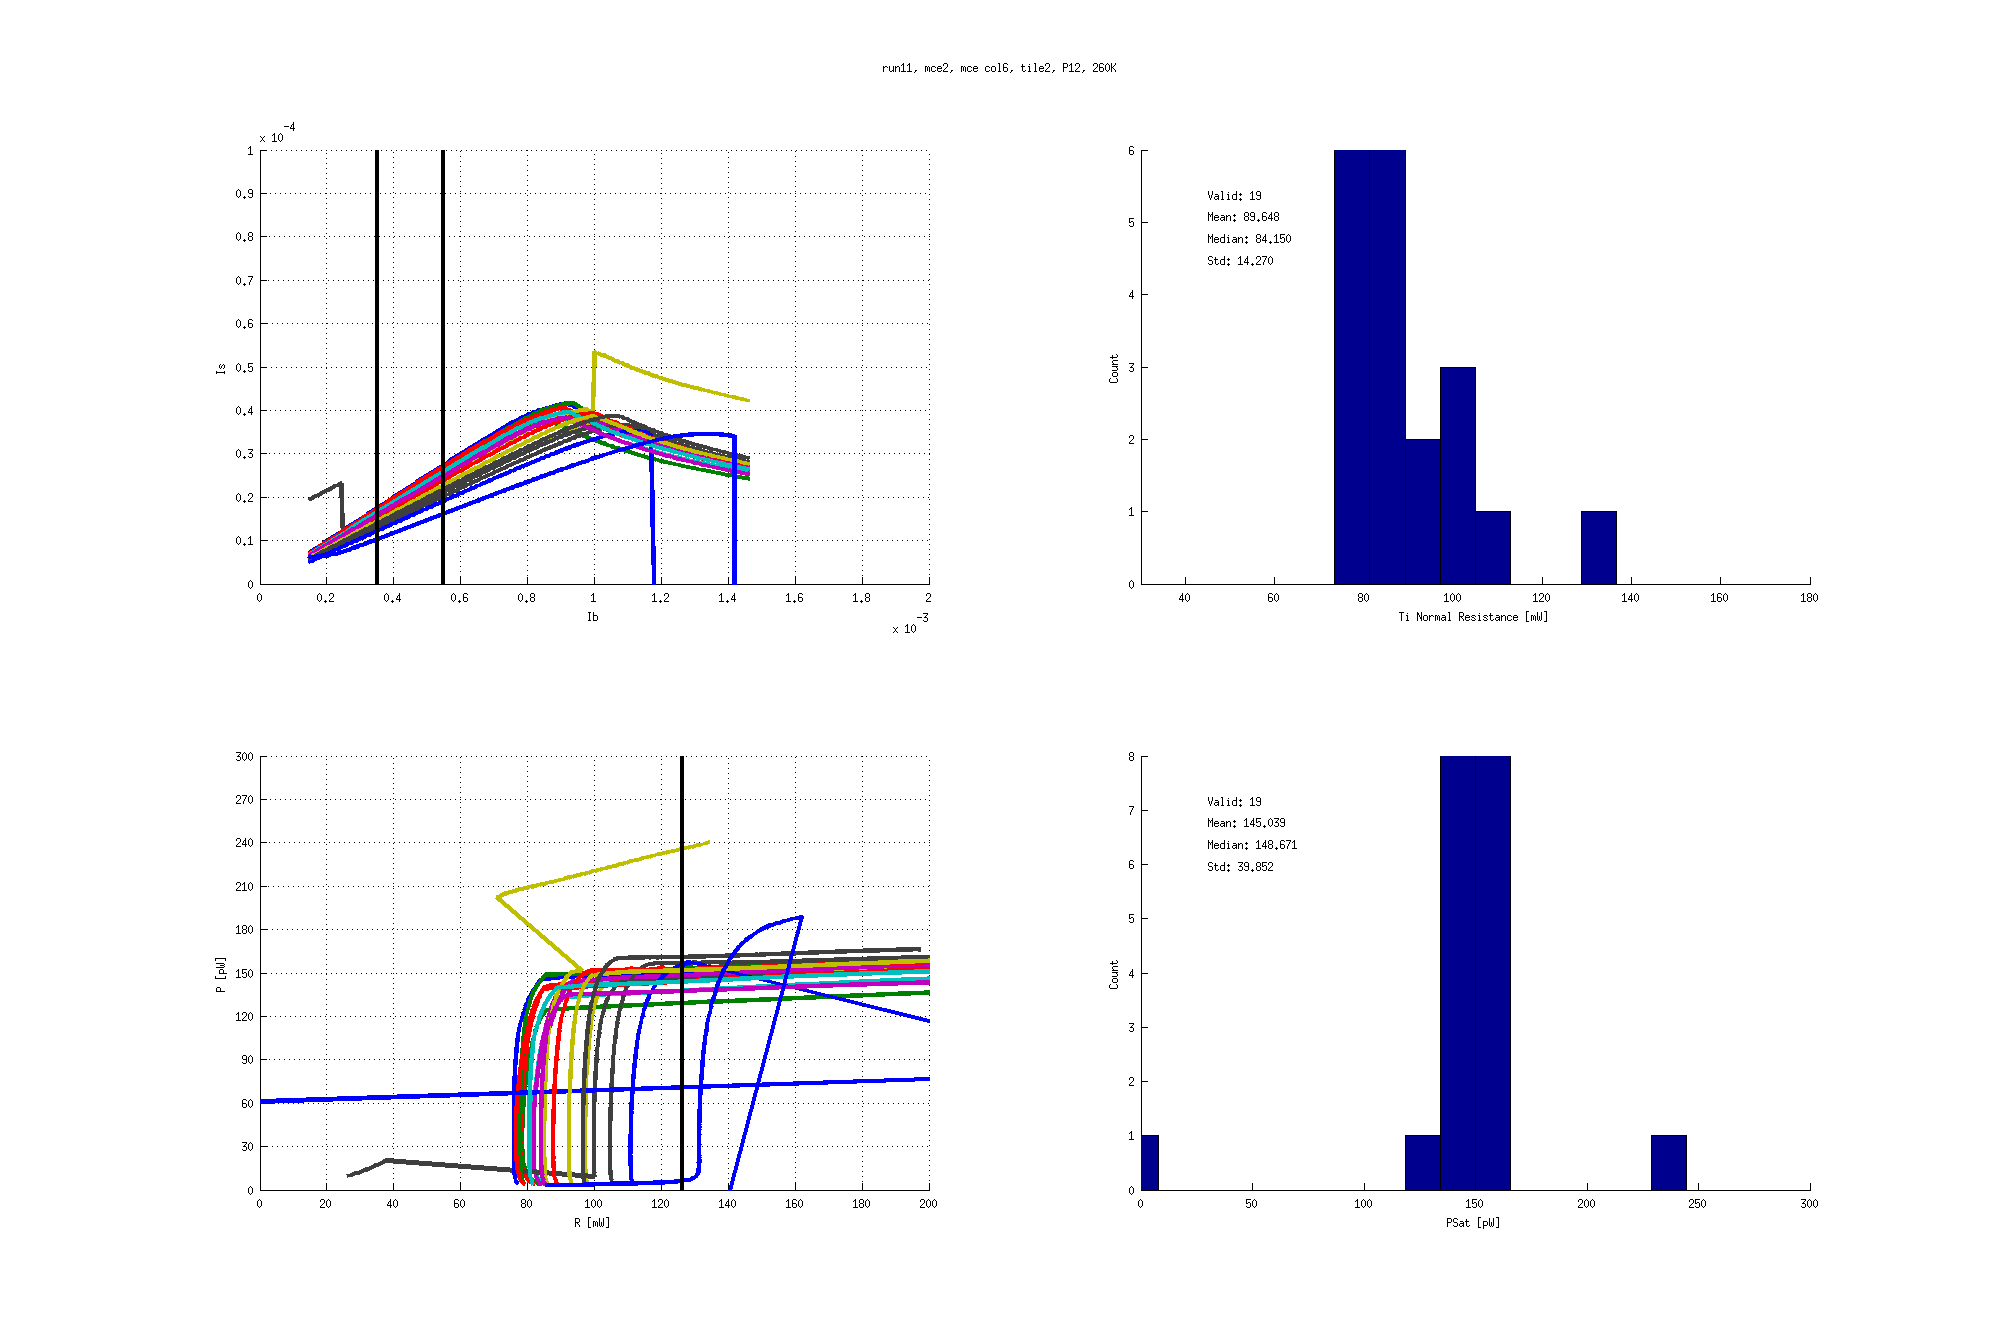 run11, mce2, mce col6, tile2, P12, 260K
x 10 -4
1
0.9
0.8
0.7
0.6
0.5
0.4
0.3
0.2
0.1
0
Is
0 0.2 0.4 0.6 0.8 1 1.2 1.4 1.6 1.8 2
Ib
x 10 -3
6
5
4
3
2
1
0
Count
Valid: 19
Mean: 89.648
Median: 84.150
Std: 14.270
40 60 80 100 120 140 160 180
Ti Normal Resistance [mW]
300
270
240
210
180
150
120
90
60
30
0
P [pW]
0 20 40 60 80 100 120 140 160 180 200
R [mW]
8
7
6
5
4
3
2
1
0
Count
Valid: 19
Mean: 145.039
Median: 148.671
Std: 39.852
0 50 100 150 200 250 300
PSat [pW]